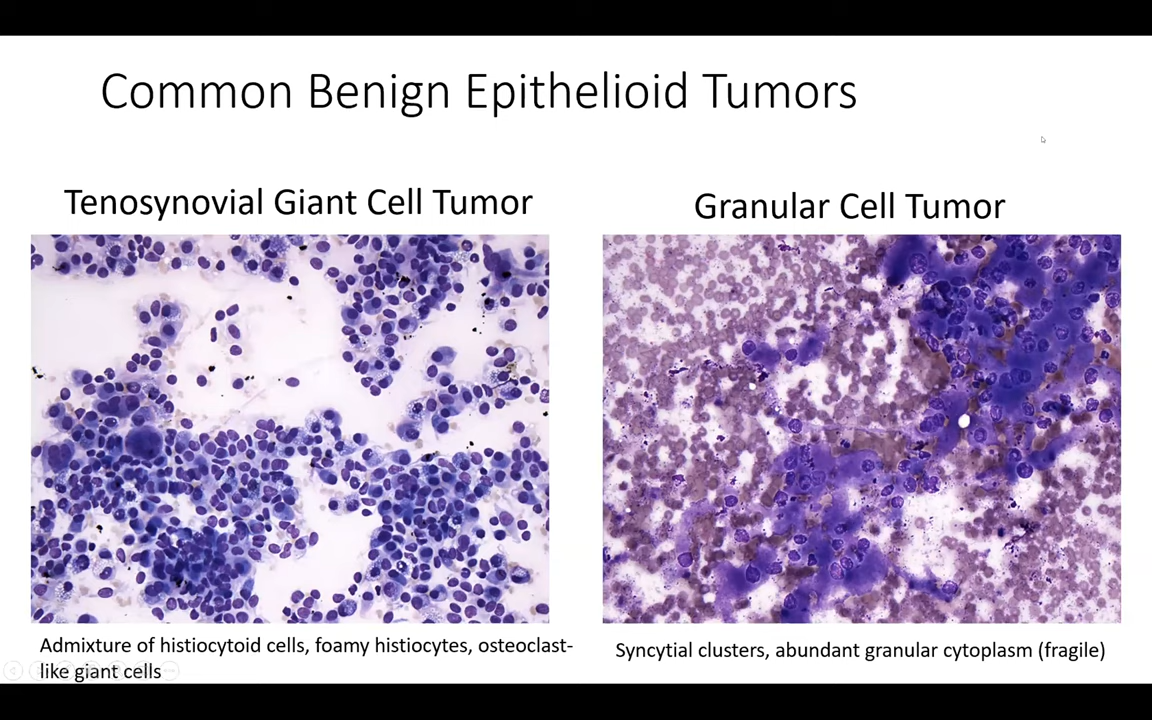 Common Benign Epithelioid Tumors
Tenosynovial Giant Cell Tumor
Granular Cell Tumor
Admixture of histiocytoid cells, foamy histiocytes, osteoclast-
like giant cells
Syncytial clusters, abundant granular cytoplasm (fragile)